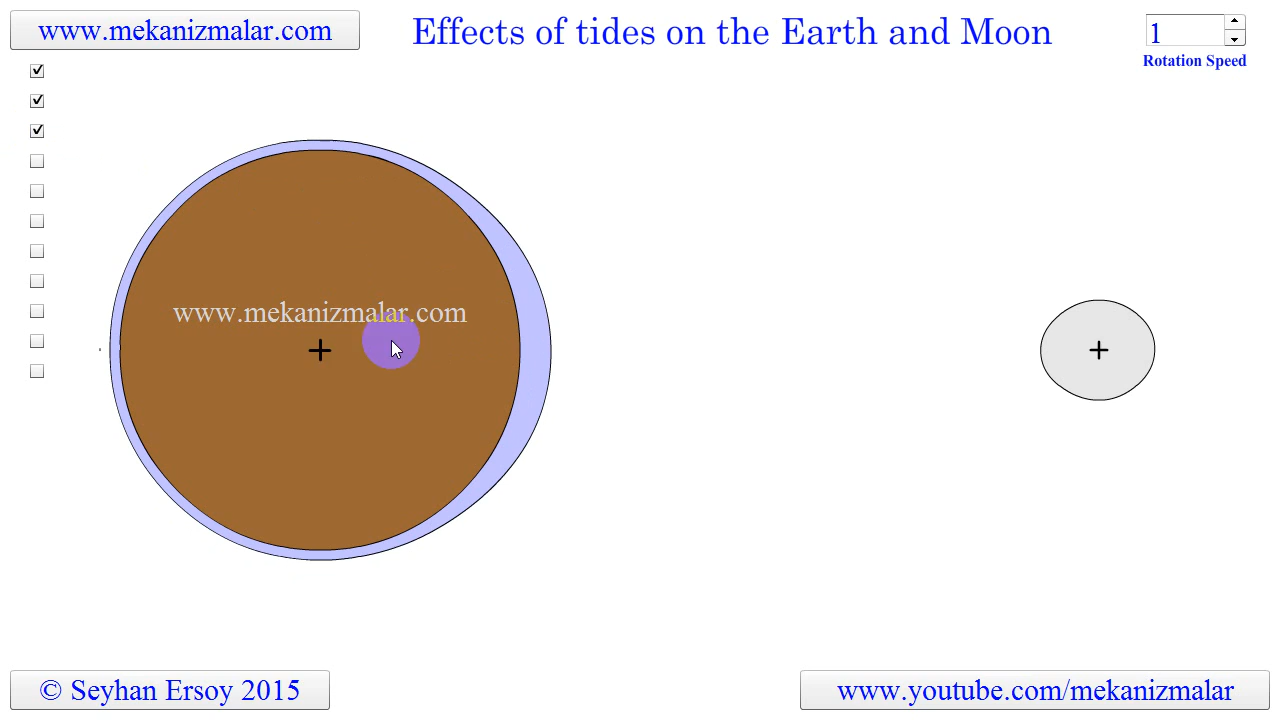 www.mekanizmalar.com
Effects of tides on the Earth and Moon
1
Rotation Speed
www.mekanizmalar.com
© Seyhan Ersoy 2015
www.youtube.com/mekanizmalar